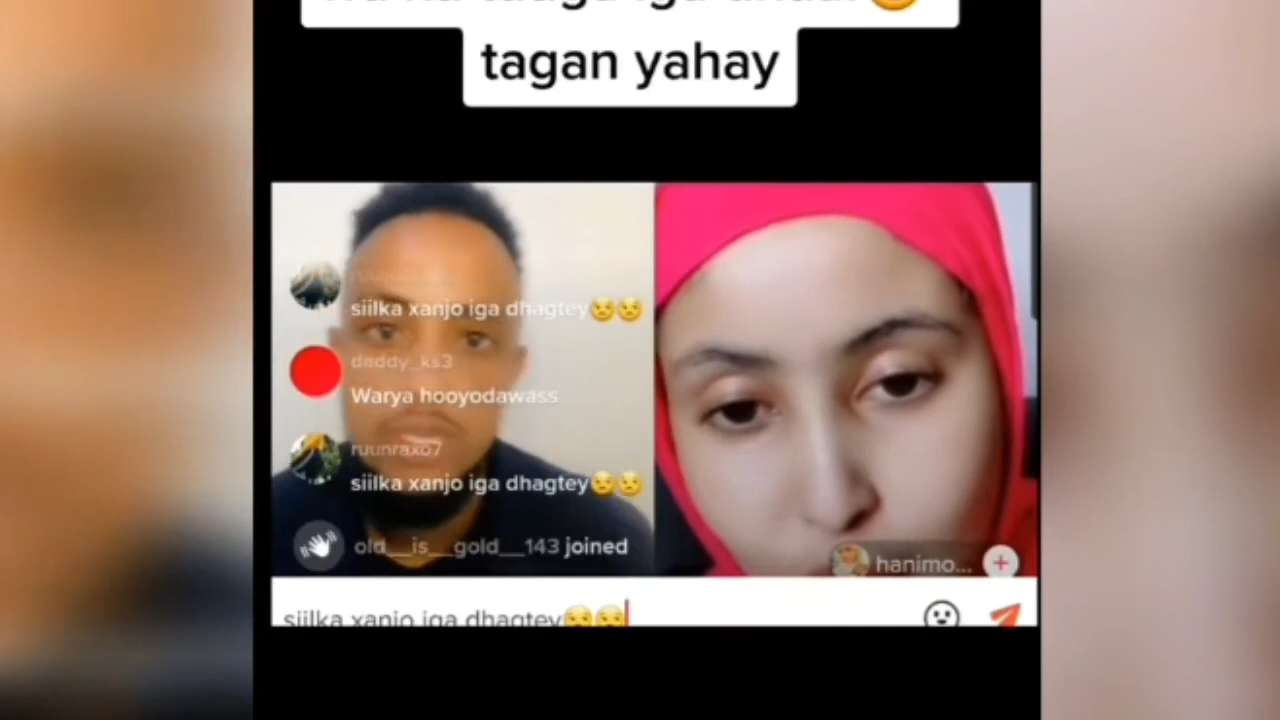 tagan yahay
siilka xanjo iga dhagtey😒😒
daddy_ks3
Warya hooyodawass
ruunraxo7
siilka xanjo iga dhagtey😒😒
old__is__gold__143 joined
hanimo...
siilka xanjo iga dhagtey😒😒